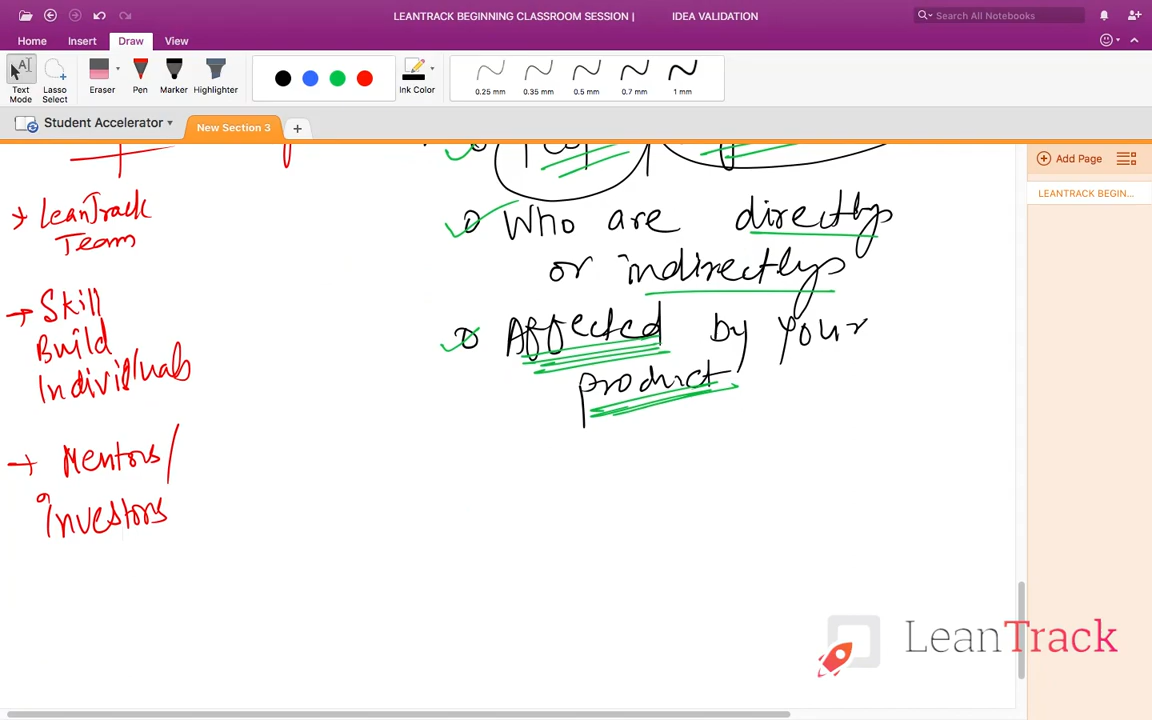 LEANTRACK BEGINNING CLASSROOM SESSION | IDEA VALIDATION
Search All Notebooks
Home Insert Draw View
Text Mode
Lasso Select
Eraser
Pen
Marker
Highlighter
Ink Color
0.25 mm 0.35 mm 0.5 mm 0.7 mm 1 mm
Student Accelerator
New Section 3
Add Page
LEANTRACK BEGIN...
LeanTrack
Team
Skill
Build
Individuals
Mentors/
investors
Who are directly
or indirectly
Affected by your
product
LeanTrack